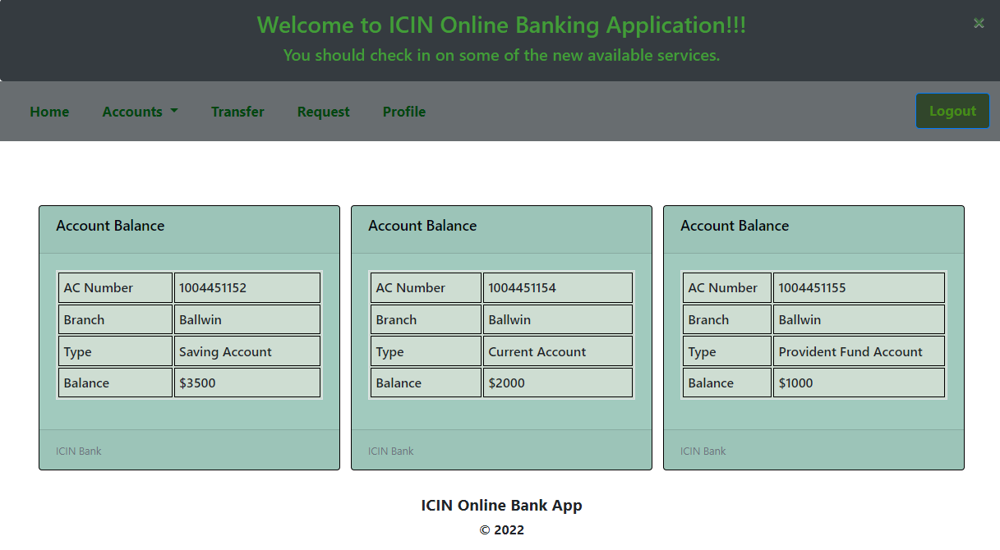 Welcome to ICIN Online Banking Application!!!
×
You should check in on some of the new available services.
Home Accounts Transfer Request Profile Logout
Account Balance
AC Number 1004451152
Branch Ballwin
Type Saving Account
Balance $3500
ICIN Bank
Account Balance
AC Number 1004451154
Branch Ballwin
Type Current Account
Balance $2000
ICIN Bank
Account Balance
AC Number 1004451155
Branch Ballwin
Type Provident Fund Account
Balance $1000
ICIN Bank
ICIN Online Bank App
© 2022